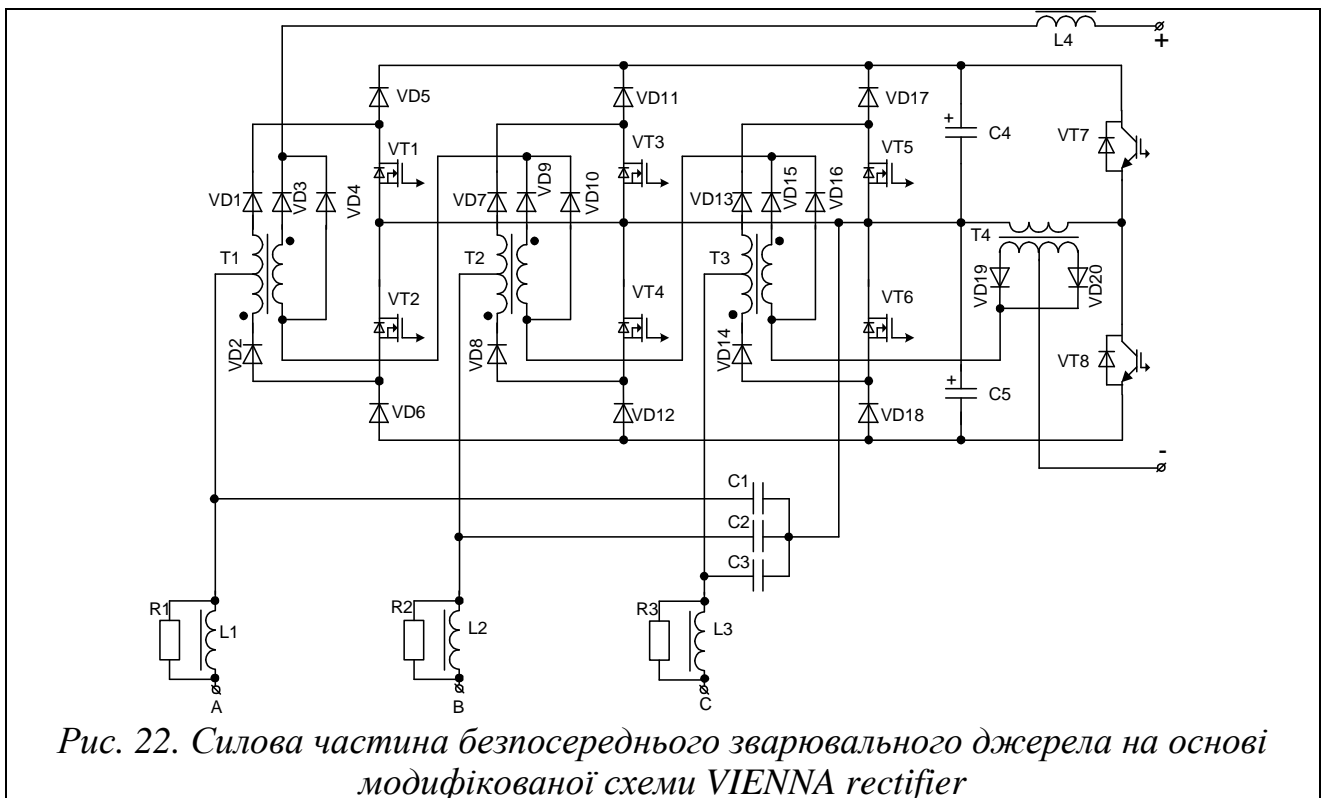 L4
+
VD5
VD11
VD17
+
C4
VT7
VT1
VT3
VT5
VD1
VD3
VD4
VD7
VD9
VD10
VD13
VD15
VD16
T1
T2
T3
T4
VD19
VD20
VT2
VT4
VT6
VD2
VD8
VD14
VT8
+
C5
VD6
VD12
VD18
-
C1
C2
C3
R1
L1
R2
L2
R3
L3
A
B
C
Рис. 22. Силова частина безпосереднього зварювального джерела на основі
модифікованої схеми VIENNA rectifier